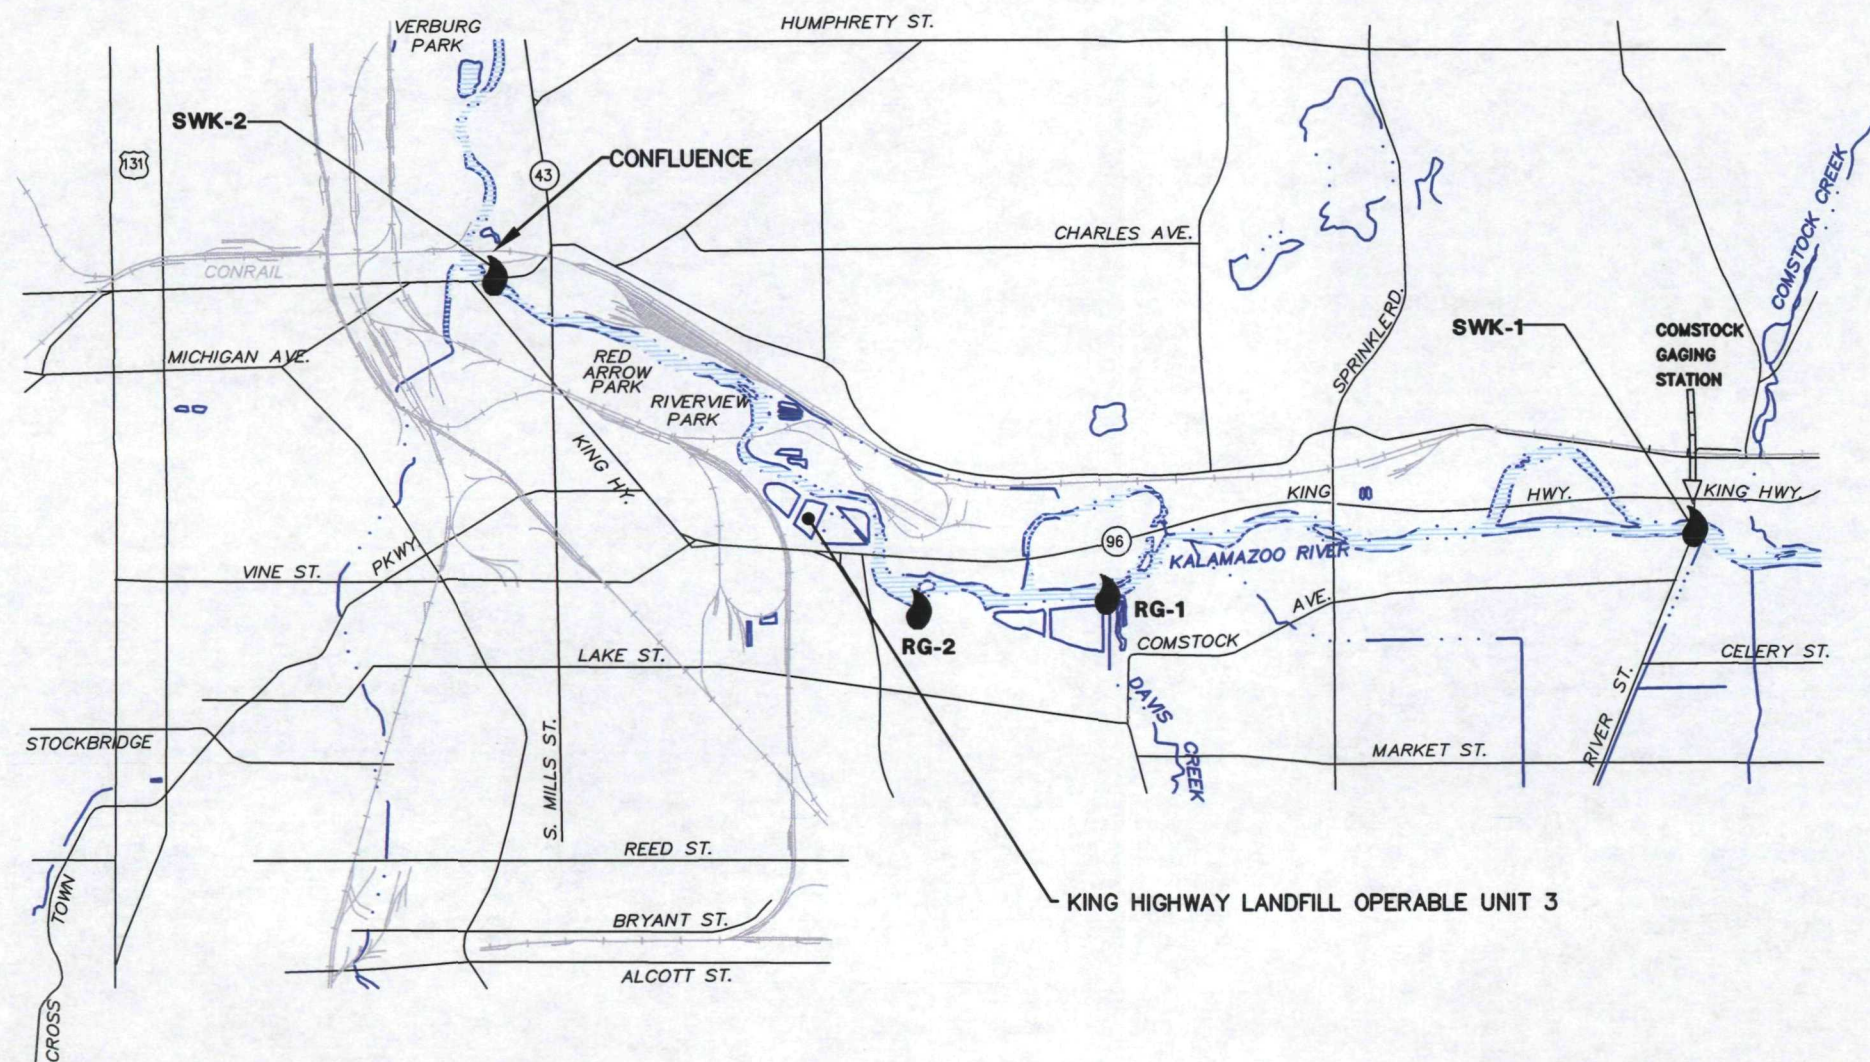 VERBURG
PARK
HUMPHRETY ST.
SWK-2
131
43
CONFLUENCE
CHARLES AVE.
COMSTOCK CREEK
CONRAIL
SPRINKLERD.
SWK-1
COMSTOCK
GAGING
STATION
MICHIGAN AVE.
RED
ARROW
PARK
RIVERVIEW
PARK
KING HY.
KING
HWY.
KING HWY.
96
KALAMAZOO RIVER
VINE ST.
PKWY
AVE.
RG-1
RG-2
COMSTOCK
LAKE ST.
CELERY ST.
DAVIS
CREEK
RIVER ST.
STOCKBRIDGE
S. MILLS ST.
MARKET ST.
REED ST.
TOWN
KING HIGHWAY LANDFILL OPERABLE UNIT 3
BRYANT ST.
ALCOTT ST.
CROSS